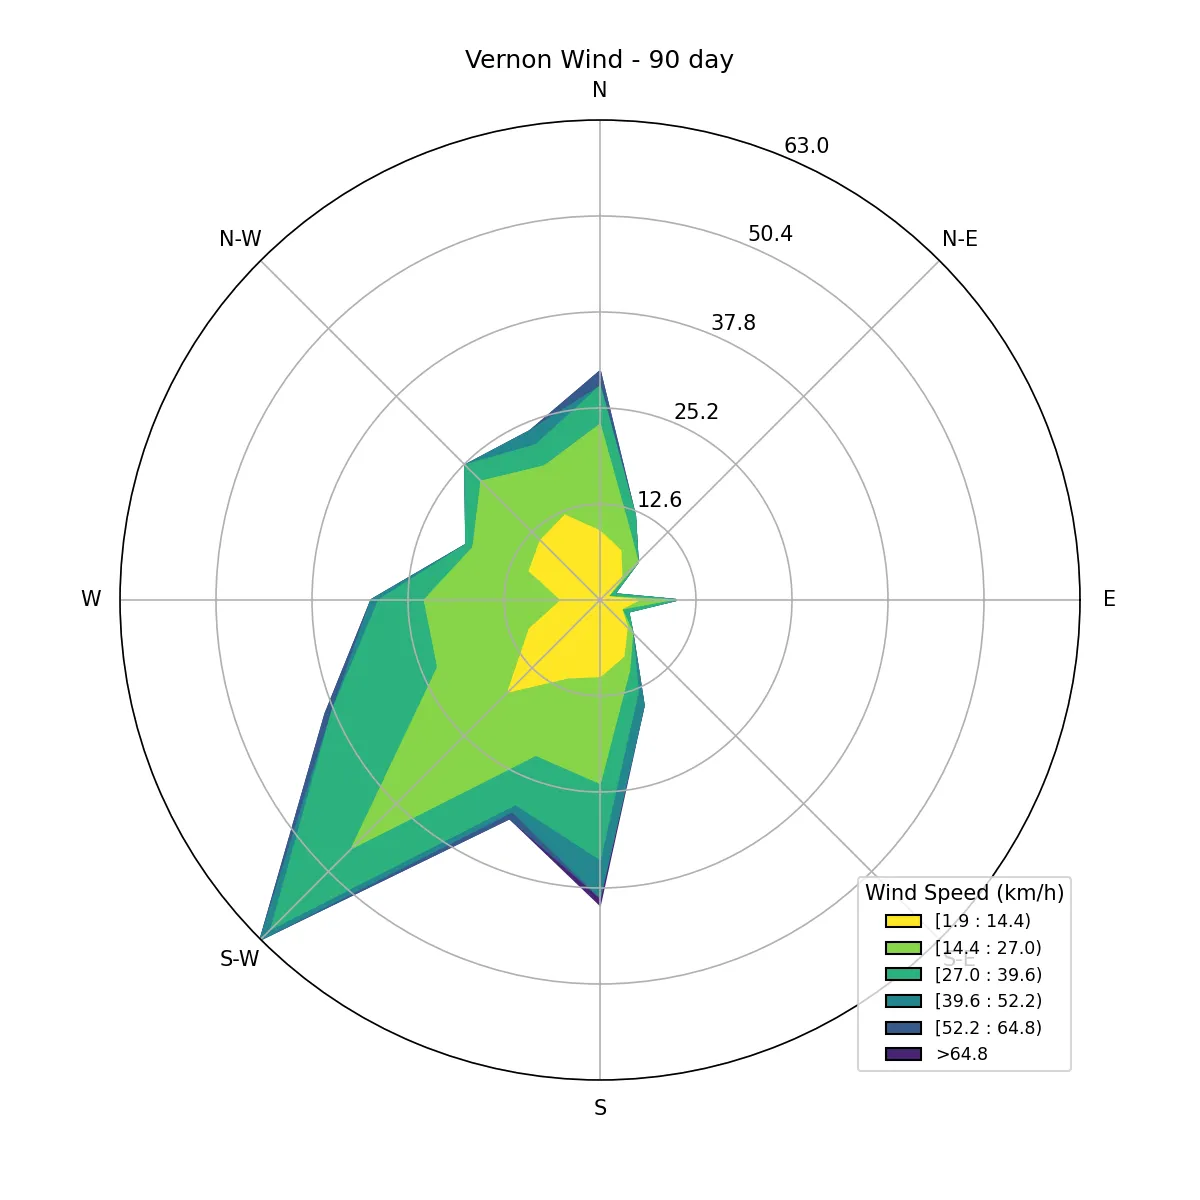 Vernon Wind - 90 day
N
63.0
N-W
50.4
N-E
37.8
25.2
12.6
W
E
S-W
S-E
S
Wind Speed (km/h)
[1.9 : 14.4)
[14.4 : 27.0)
[27.0 : 39.6)
[39.6 : 52.2)
[52.2 : 64.8)
>64.8